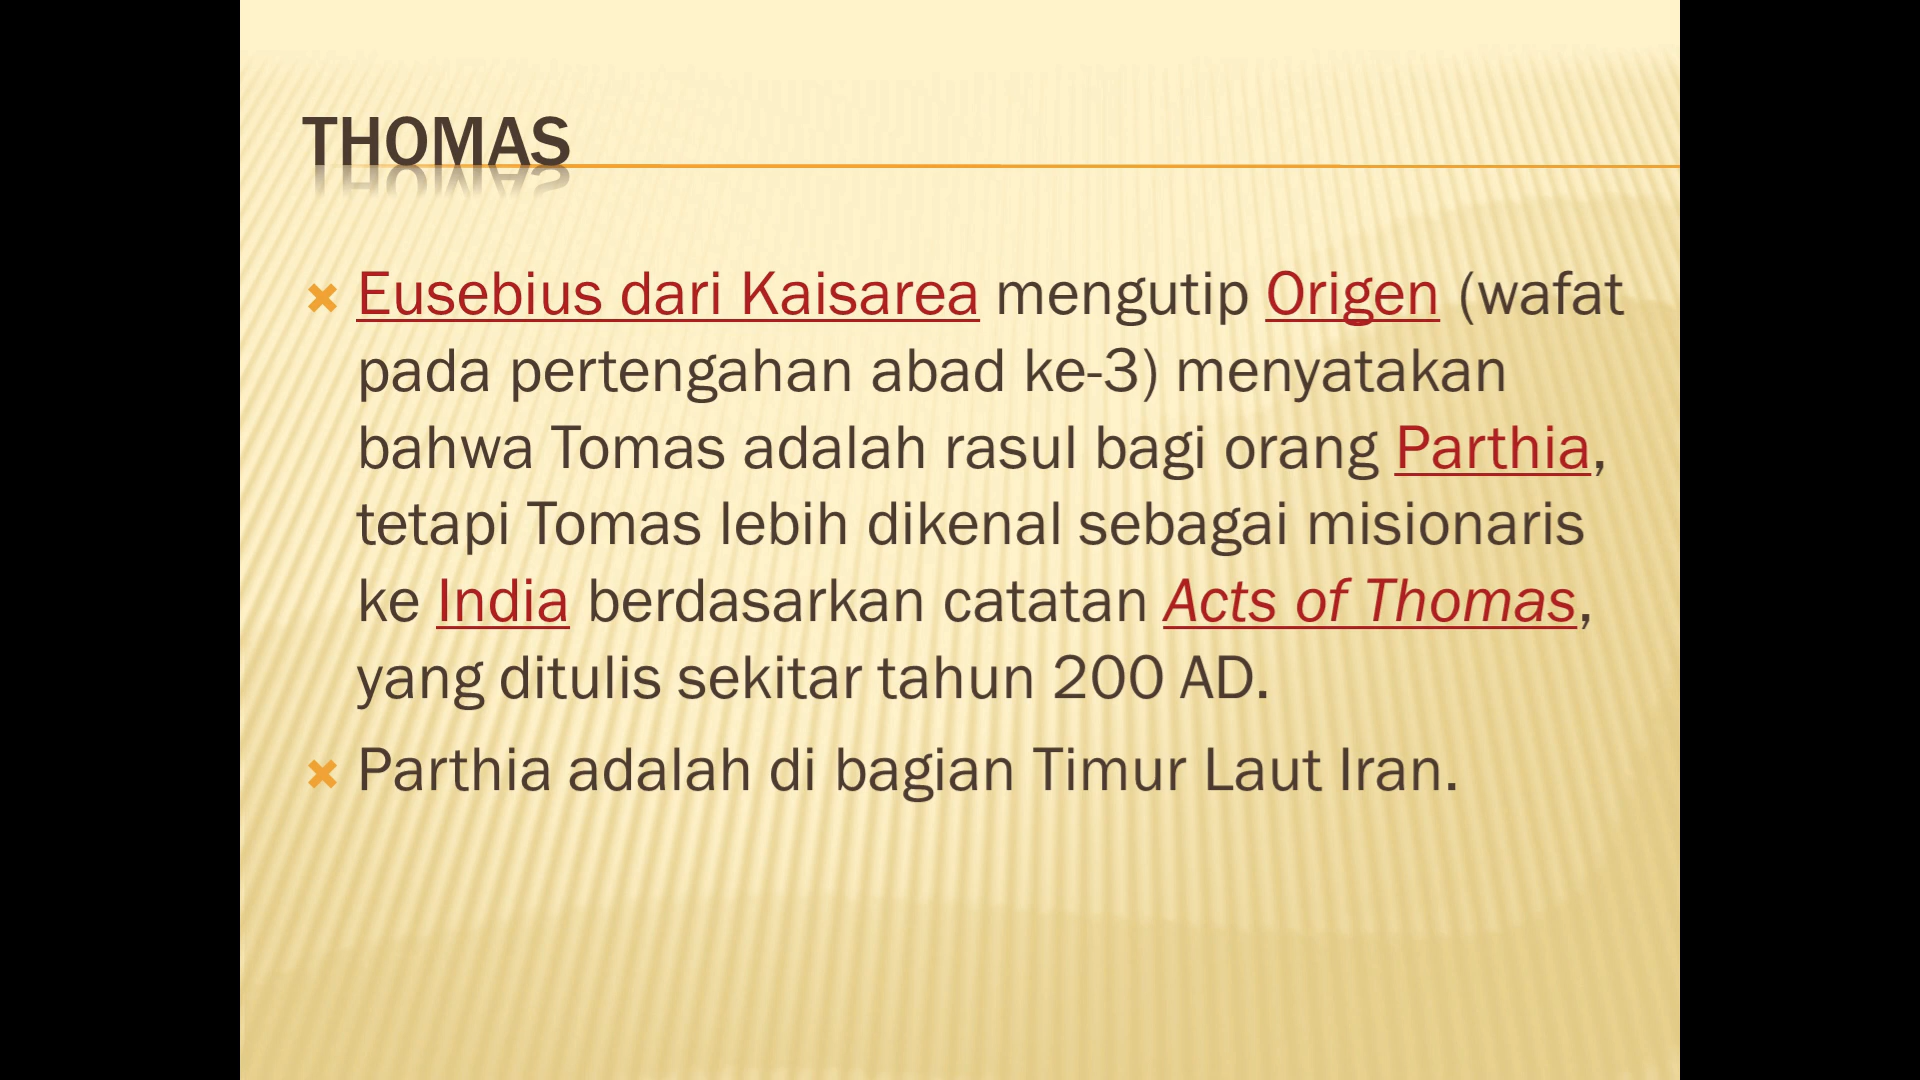 THOMAS
Eusebius dari Kaisarea mengutip Origen (wafat
pada pertengahan abad ke-3) menyatakan
bahwa Tomas adalah rasul bagi orang Parthia,
tetapi Tomas lebih dikenal sebagai misionaris
ke India berdasarkan catatan Acts of Thomas,
yang ditulis sekitar tahun 200 AD.
Parthia adalah di bagian Timur Laut Iran.